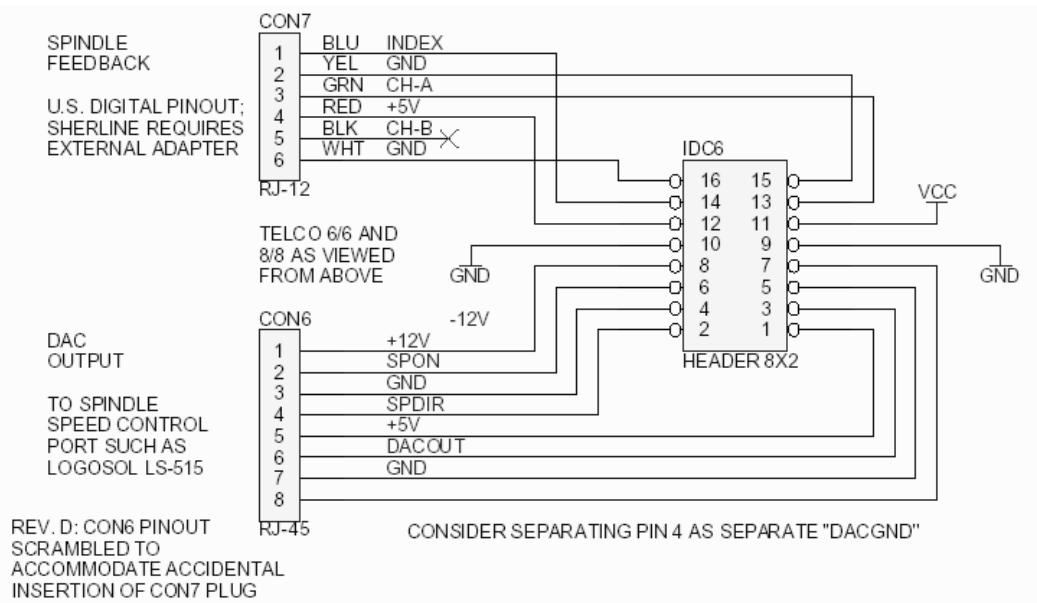 CON7
SPINDLE
FEEDBACK
U.S. DIGITAL PINOUT;
SHERLINE REQUIRES
EXTERNAL ADAPTER
1 BLU INDEX
2 YEL GND
3 GRN CH-A
4 RED +5V
5 BLK CH-B
6 WHT GND
RJ-12
TELCO 6/6 AND
8/8 AS VIEWED
FROM ABOVE
GND
IDC6
16 15
14 13
12 11
10 9
8 7
6 5
4 3
2 1
HEADER 8X2
VCC
GND
CON6
-12V
DAC
OUTPUT
TO SPINDLE
SPEED CONTROL
PORT SUCH AS
LOGOSOL LS-515
1 +12V
2 SPON
3 GND
4 SPDIR
5 +5V
6 DACOUT
7 GND
8
RJ-45
REV. D: CON6 PINOUT
SCRAMBLED TO
ACCOMMODATE ACCIDENTAL
INSERTION OF CON7 PLUG
CONSIDER SEPARATING PIN 4 AS SEPARATE "DACGND"